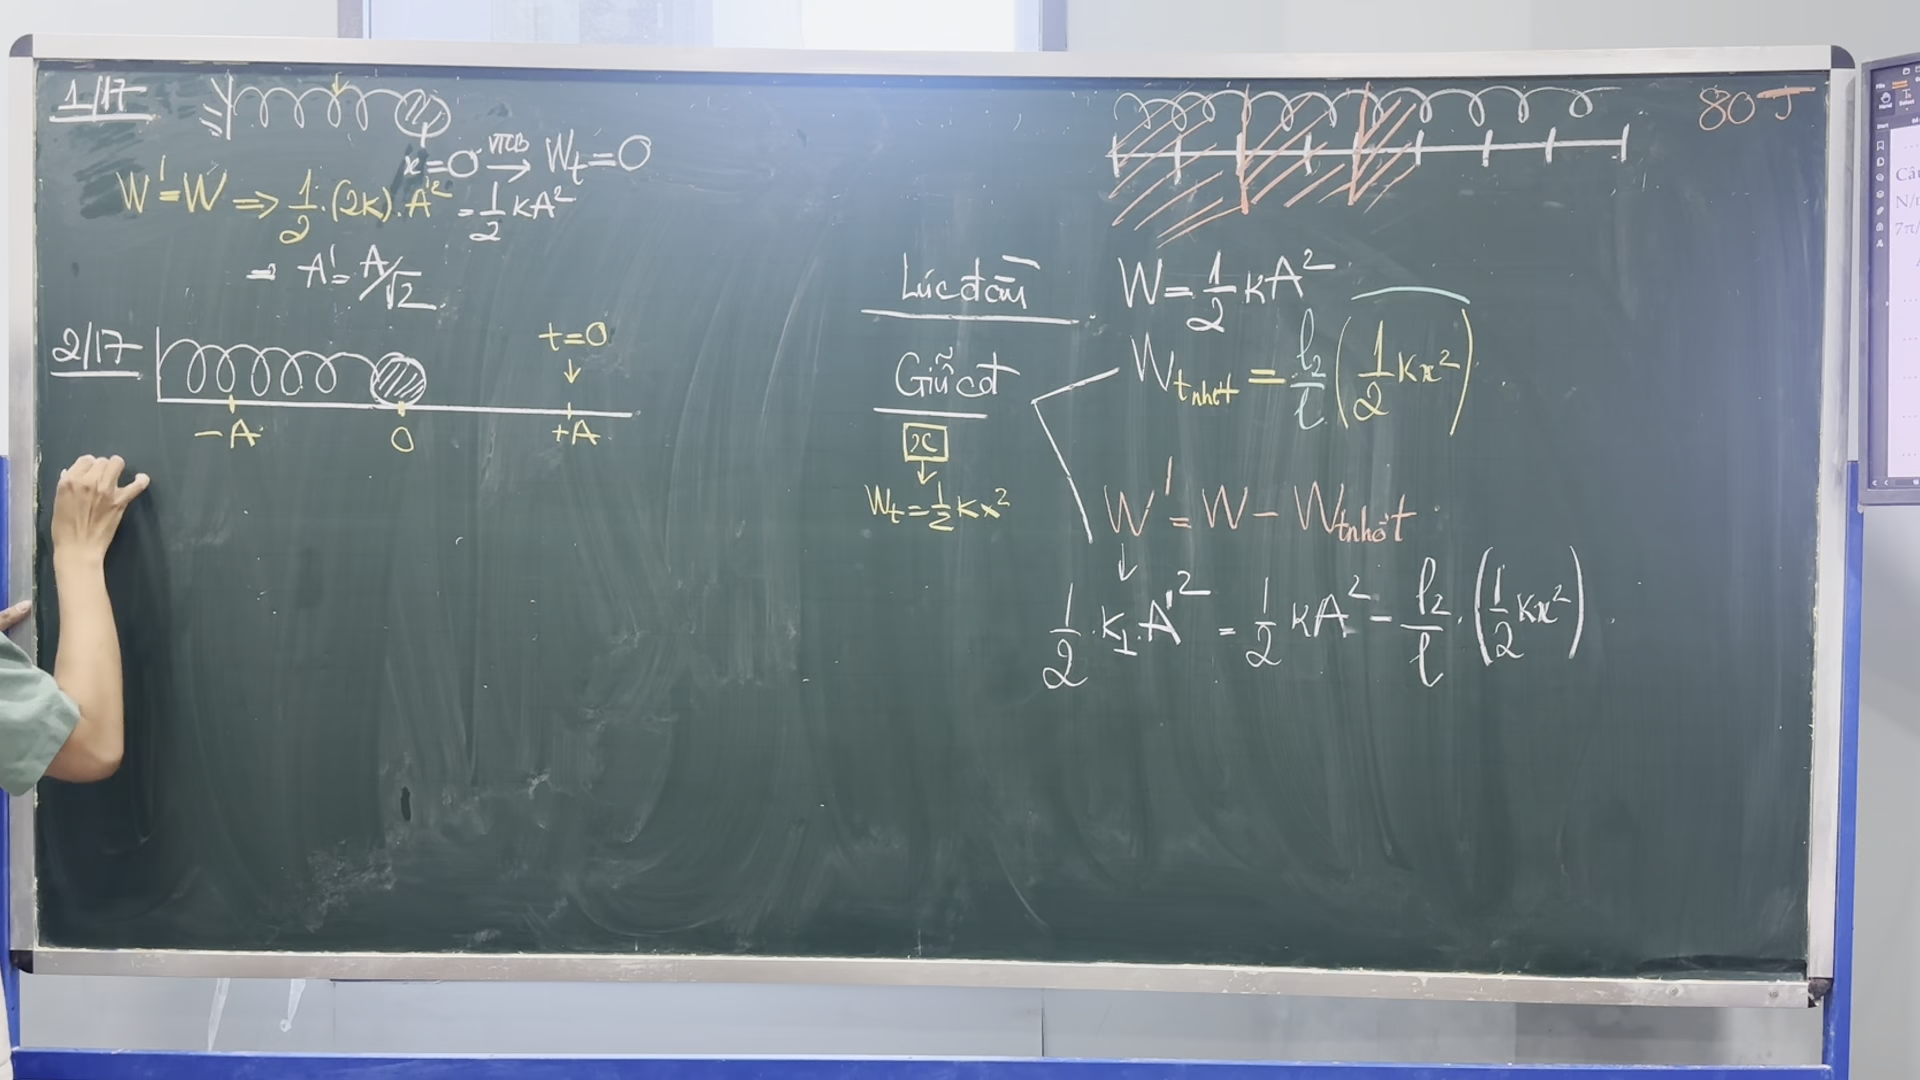 1/17
x=0 VTCB → Wt=0
W'=W ⇒ 1/2.(2K).A'² = 1/2 KA²
⇒ A'= A/√2
2/17
t=0
↓
-A O +A
80 J
Lúc đầu
W = 1/2 KA²
Giữ cđ
Wt nhốt = l₂/l (1/2 Kx²)
x
↓
Wt = 1/2 Kx²
W' = W - Wt nhốt
↓
1/2 . K₁ . A'² = 1/2 KA² - l₂/l . (1/2 Kx²)
Câu
N/
7π/